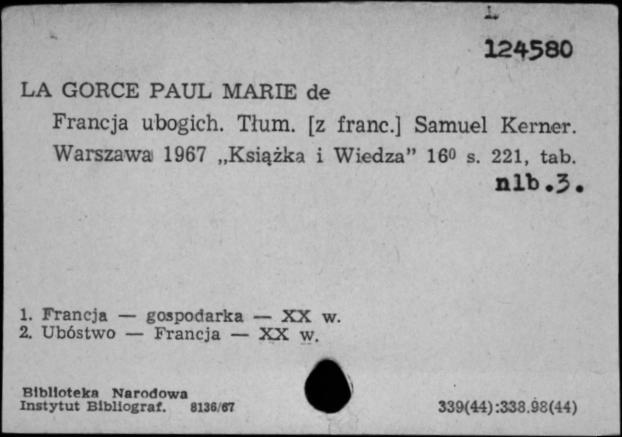 1.
124580
LA GORCE PAUL MARIE de
Francja ubogich. Tłum. [z franc.] Samuel Kerner.
Warszawa 1967 „Książka i Wiedza” 16⁰ s. 221, tab.
nlb.3.
1. Francja — gospodarka — XX w.
2. Ubóstwo — Francja — XX w.
Biblioteka Narodowa
Instytut Bibliograf. 8136/67
339(44):338.98(44)